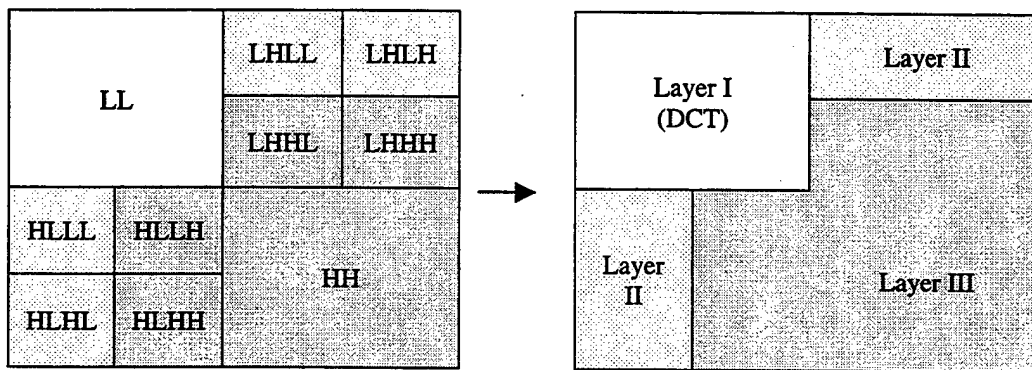 LL
LHLL
LHLH
LHHL
LHHH
HLLL
HLLH
HLHL
HLHH
HH
Layer I
(DCT)
Layer II
Layer
II
Layer III